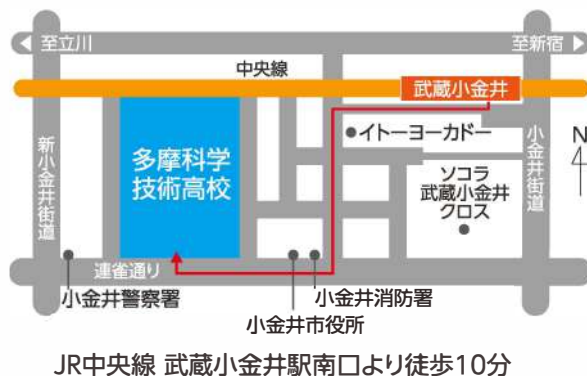 ◀ 至立川
至新宿 ▶
中央線
武蔵小金井
新小金井街道
多摩科学
技術高校
イトーヨーカドー
小金井街道
N
ソコラ
武蔵小金井
クロス
連雀通り
小金井警察署
小金井消防署
小金井市役所
JR中央線 武蔵小金井駅南口より徒歩10分